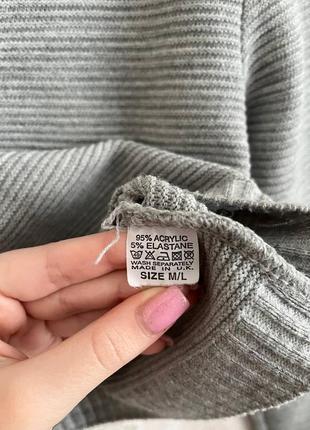 95% ACRYLIC
5% ELASTANE
WASH SEPARATELY
MADE IN U.K.
SIZE M/L